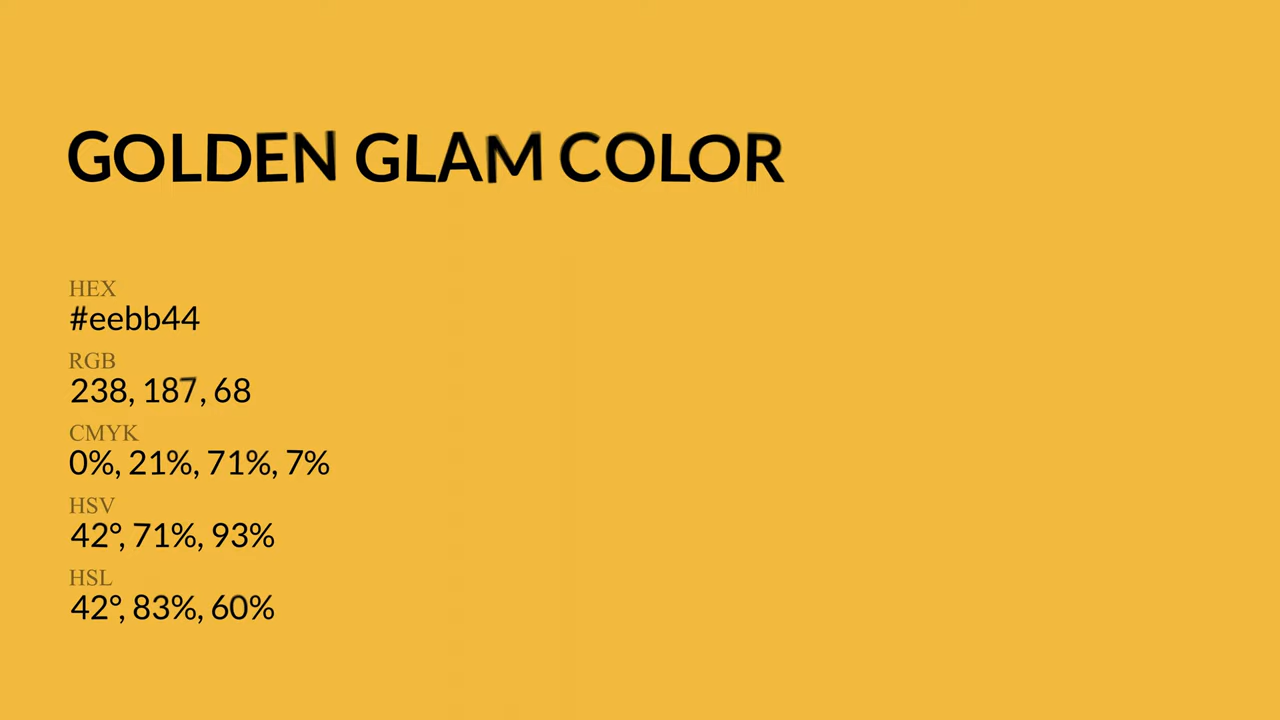 GOLDEN GLAM COLOR
HEX
#eebb44
RGB
238, 187, 68
CMYK
0%, 21%, 71%, 7%
HSV
42°, 71%, 93%
HSL
42°, 83%, 60%